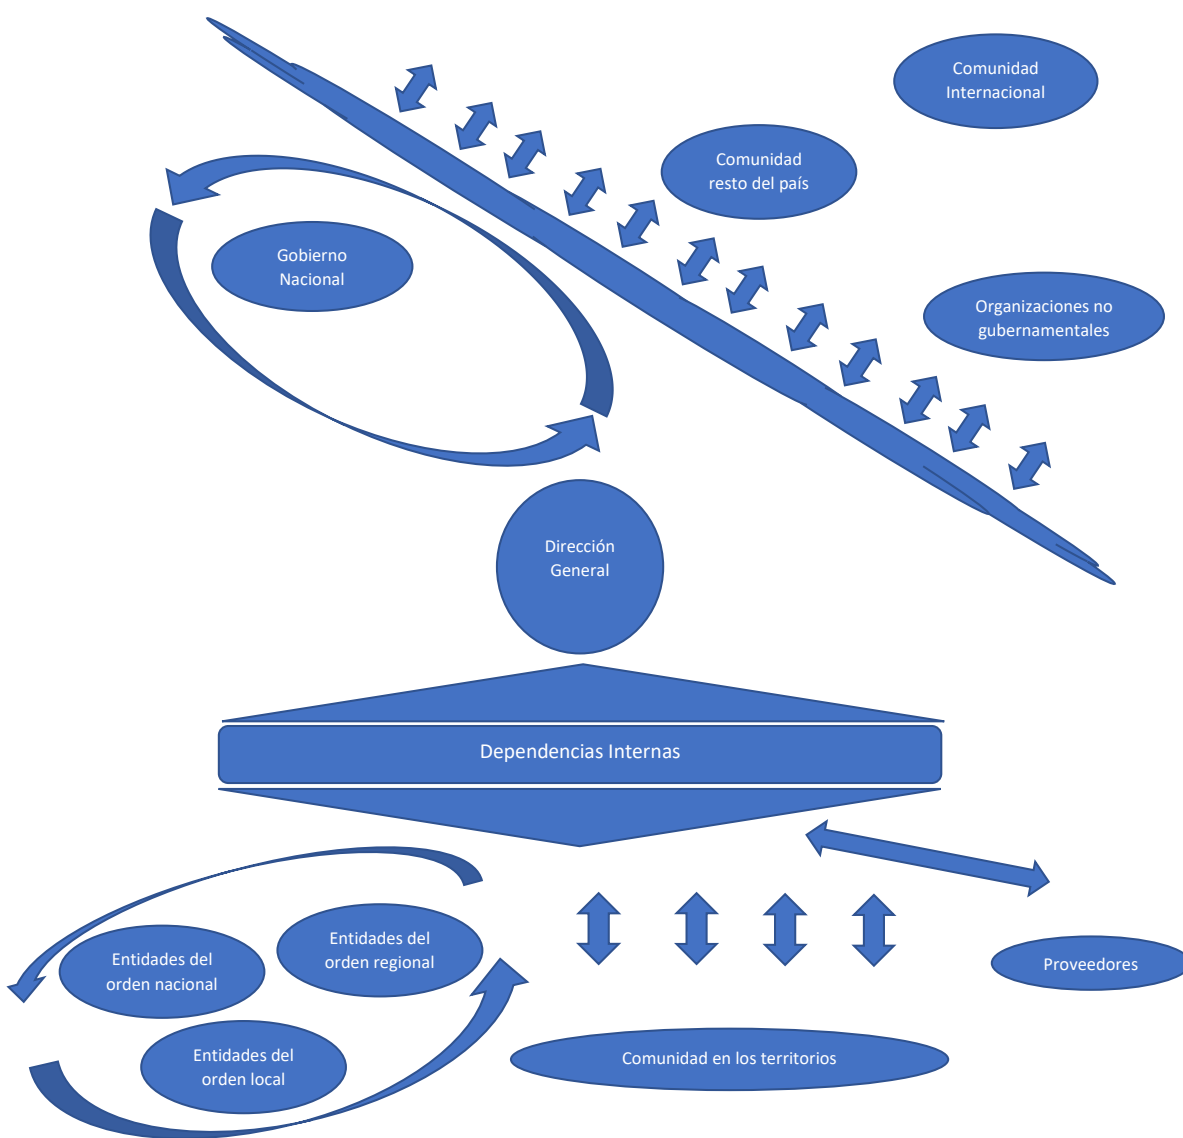 Comunidad
Internacional
Comunidad
resto del país
Gobierno
Nacional
Organizaciones no
gubernamentales
Dirección
General
Dependencias Internas
Entidades del
orden regional
Entidades del
orden nacional
Proveedores
Entidades del
orden local
Comunidad en los territorios